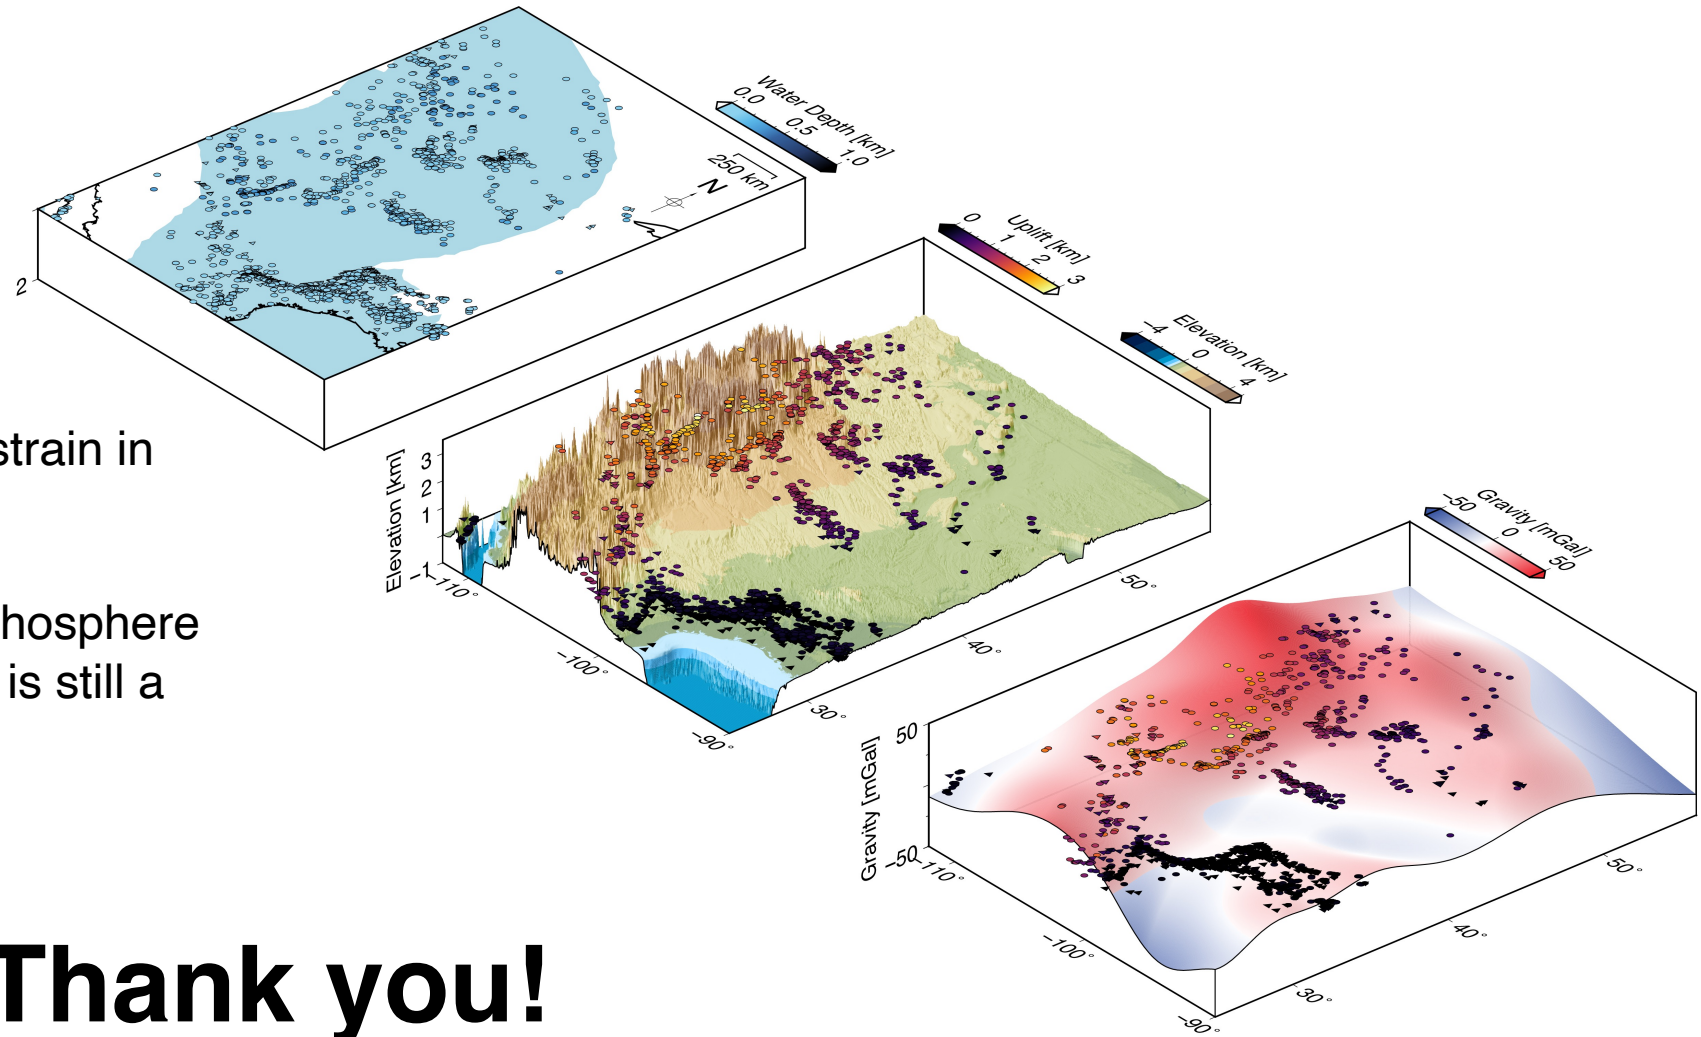 Water Depth [km]
0.0
0.5
1.0
250 km
N
2
Uplift [km]
0
1
2
3
Elevation [km]
−4
0
4
strain in
Elevation [km]
3
2
1
−1
−110°
−100°
−90°
30°
40°
50°
hosphere
is still a
Gravity [mGal]
−50
0
50
Gravity [mGal]
50
−50
−110°
−100°
−90°
30°
40°
50°
Thank you!